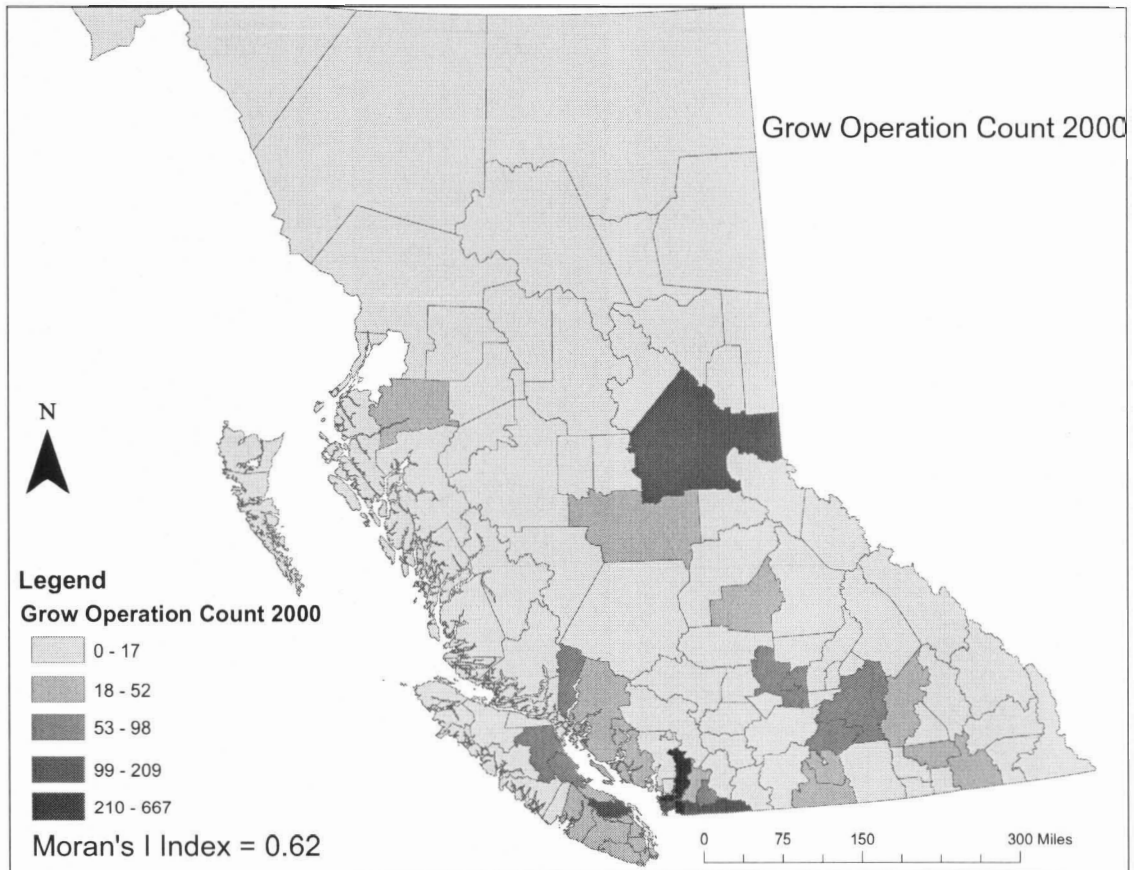 Grow Operation Count 2000
N
Legend
Grow Operation Count 2000
0 - 17
18 - 52
53 - 98
99 - 209
210 - 667
Moran's I Index = 0.62
0 75 150 300 Miles